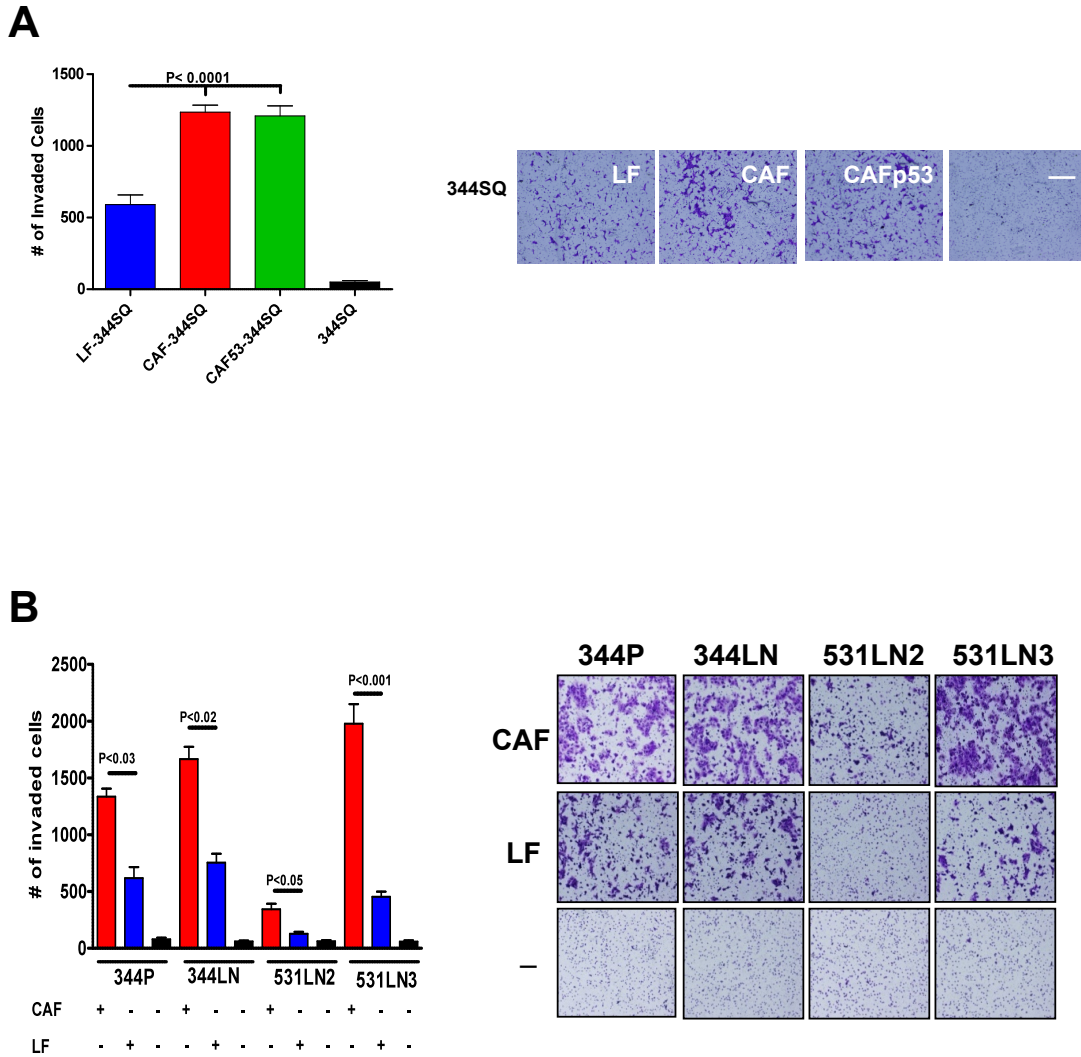 A
# of Invaded Cells
1500
1000
500
0
P< 0.0001
LF-344SQ
CAF-344SQ
CAF53-344SQ
344SQ
344SQ
LF
CAF
CAFp53
B
# of invaded cells
2500
2000
1500
1000
500
0
P<0.03
P<0.02
P<0.05
P<0.001
344P 344LN 531LN2 531LN3
CAF + - - + - - + - - + - -
LF - + - - + - - + - - + -
344P 344LN 531LN2 531LN3
CAF
LF
–